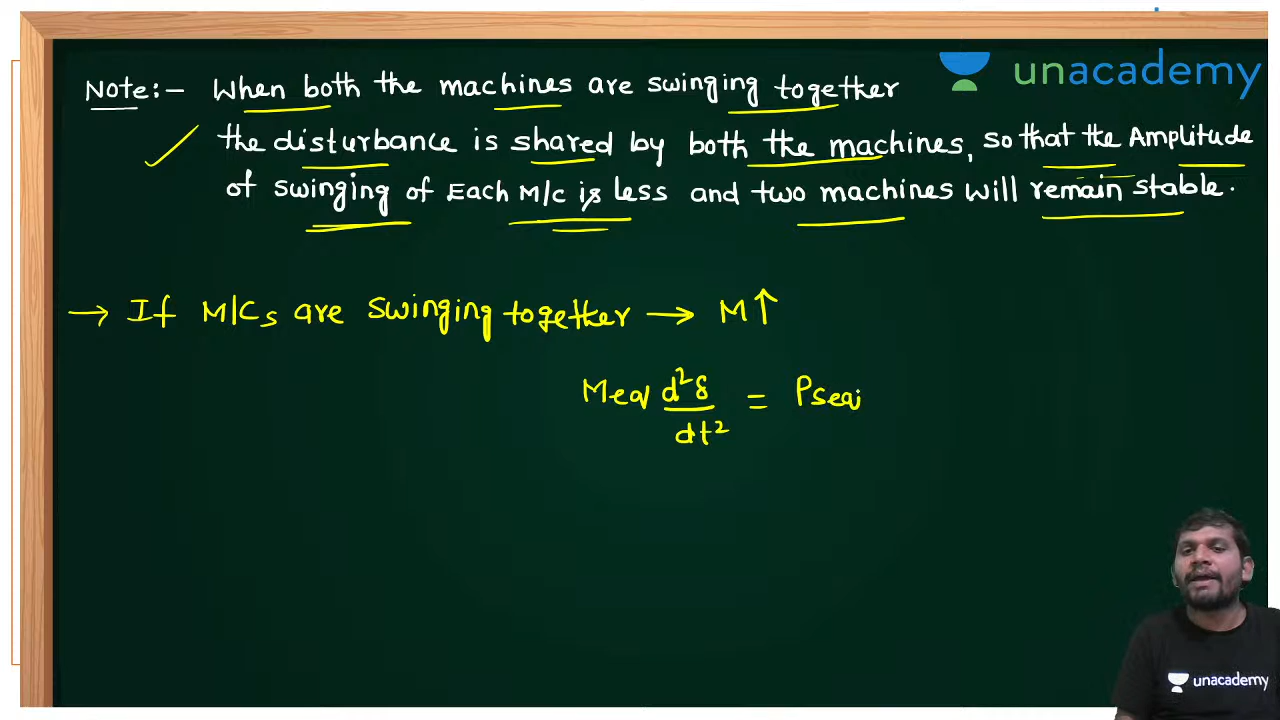 unacademy
Note:- When both the machines are swinging together
the disturbance is shared by both the machines, so that the Amplitude
of swinging of Each M/C is less and two machines will remain stable.
→ If M/Cs are swinging together → M↑
Meq d²δ/dt² = Pseq
unacademy